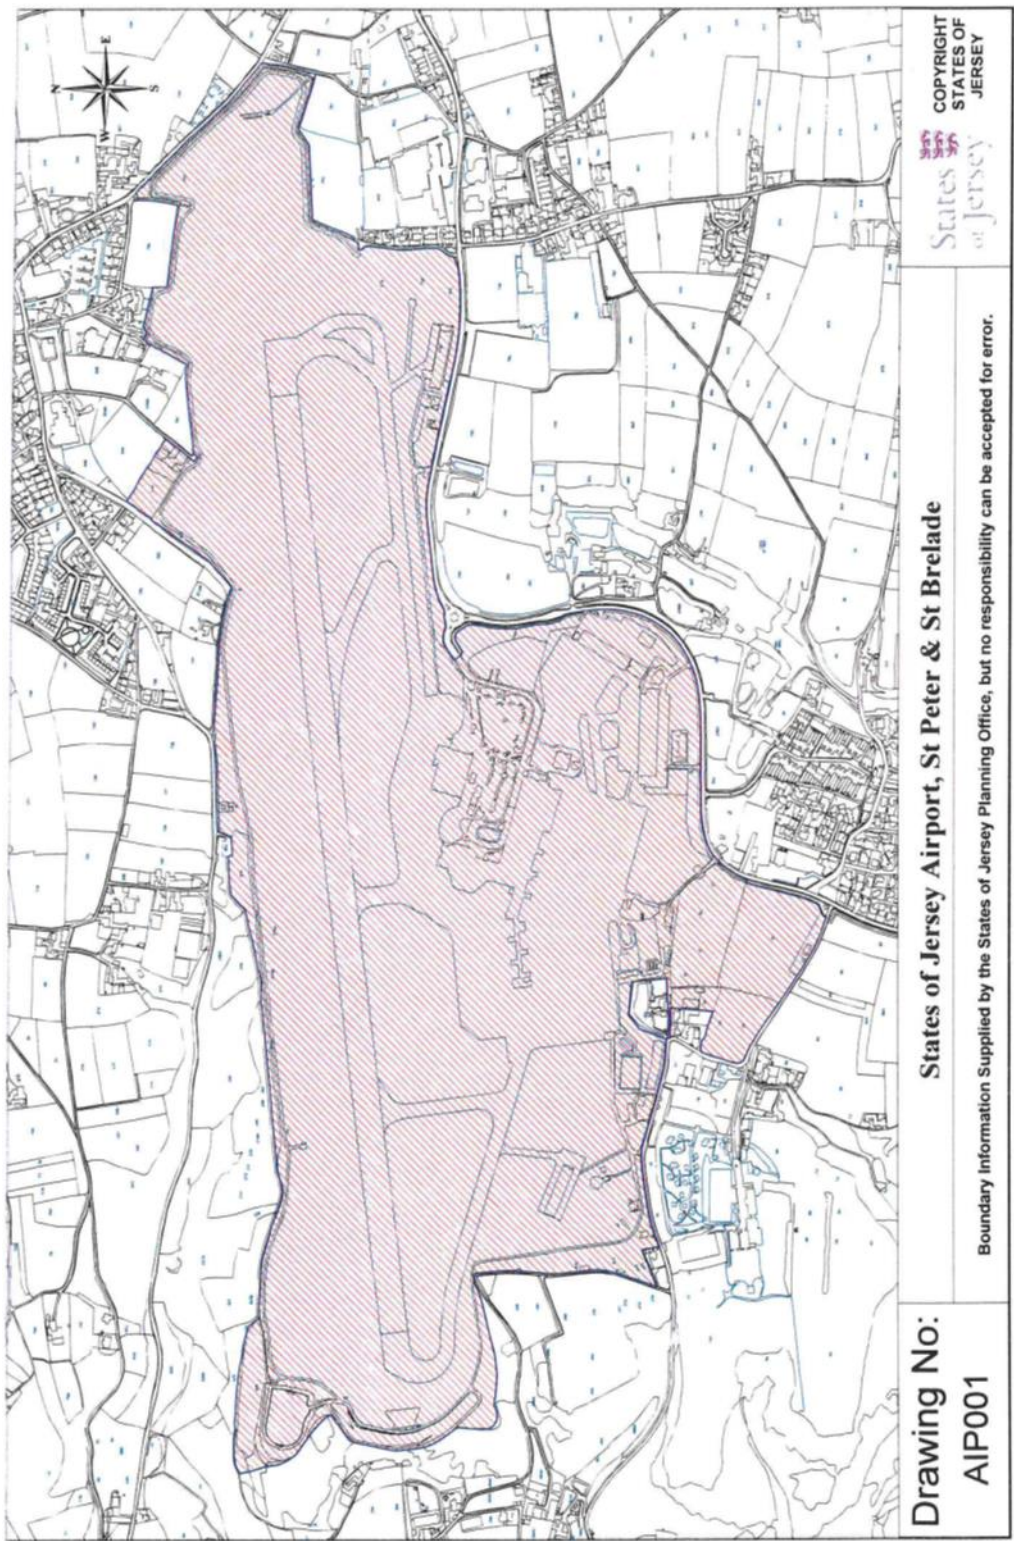 N
W
E
S
Drawing No:
AIP001
States of Jersey Airport, St Peter & St Brelade
Boundary Information Supplied by the States of Jersey Planning Office, but no responsibility can be accepted for error.
States
of Jersey
COPYRIGHT
STATES OF
JERSEY